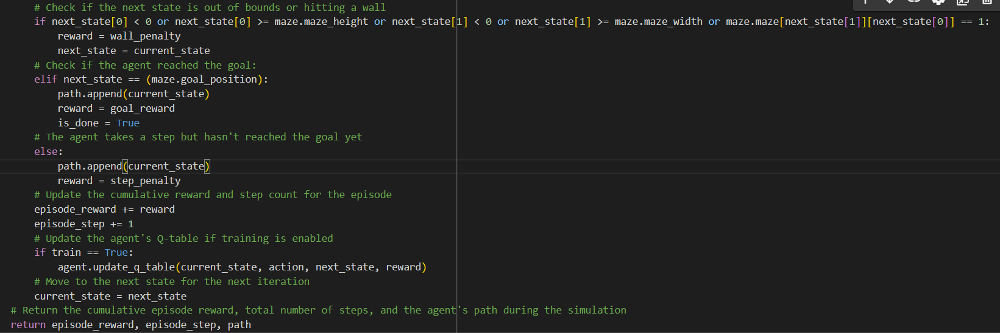 # Check if the next state is out of bounds or hitting a wall
if next_state[0] < 0 or next_state[0] >= maze.maze_height or next_state[1] < 0 or next_state[1] >= maze.maze_width or maze.maze[next_state[1]][next_state[0]] == 1:
reward = wall_penalty
next_state = current_state
# Check if the agent reached the goal:
elif next_state == (maze.goal_position):
path.append(current_state)
reward = goal_reward
is_done = True
# The agent takes a step but hasn't reached the goal yet
else:
path.append(current_state)
reward = step_penalty
# Update the cumulative reward and step count for the episode
episode_reward += reward
episode_step += 1
# Update the agent's Q-table if training is enabled
if train == True:
agent.update_q_table(current_state, action, next_state, reward)
# Move to the next state for the next iteration
current_state = next_state
# Return the cumulative episode reward, total number of steps, and the agent's path during the simulation
return episode_reward, episode_step, path